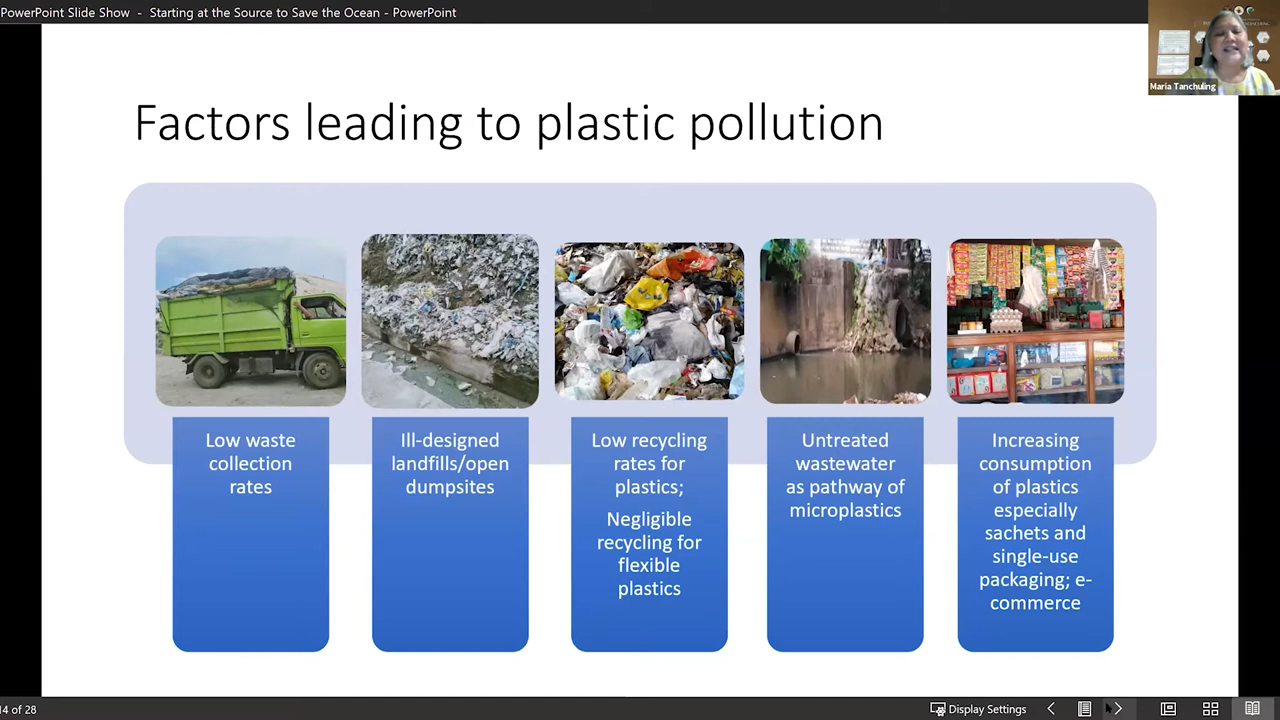 PowerPoint Slide Show - Starting at the Source to Save the Ocean - PowerPoint
Maria Tanchuling
Factors leading to plastic pollution
Low waste
collection
rates
Ill-designed
landfills/open
dumpsites
Low recycling
rates for
plastics;
Negligible
recycling for
flexible
plastics
Untreated
wastewater
as pathway of
microplastics
Increasing
consumption
of plastics
especially
sachets and
single-use
packaging; e-
commerce
14 of 28
Display Settings